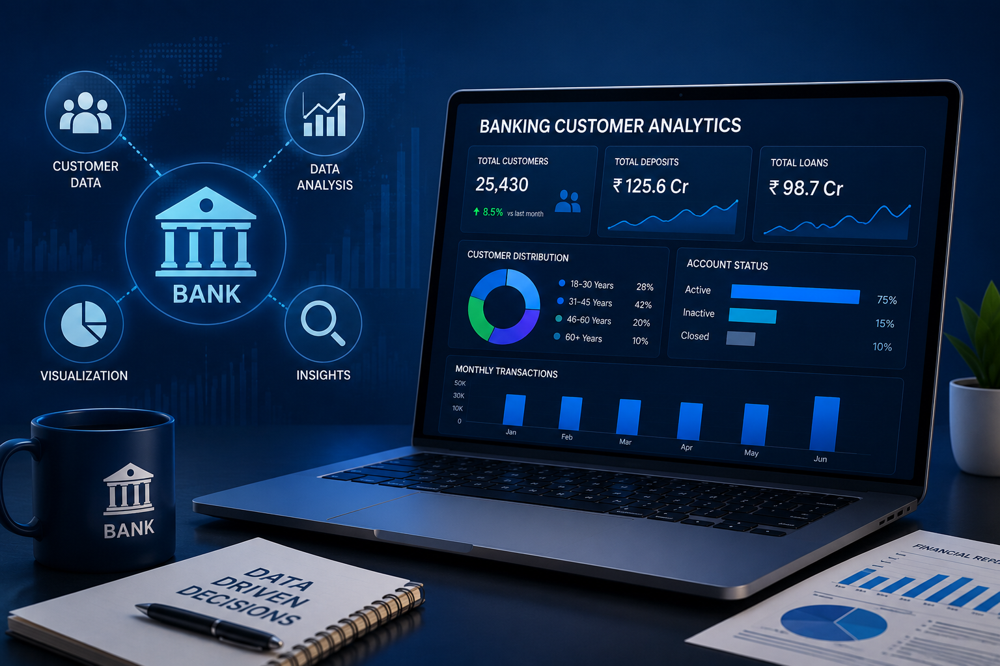 CUSTOMER
DATA
DATA
ANALYSIS
BANK
VISUALIZATION
INSIGHTS
BANKING CUSTOMER ANALYTICS
TOTAL CUSTOMERS
25,430
8.5% vs last month
TOTAL DEPOSITS
₹ 125.6 Cr
TOTAL LOANS
₹ 98.7 Cr
CUSTOMER DISTRIBUTION
18-30 Years 28%
31-45 Years 42%
46-60 Years 20%
60+ Years 10%
ACCOUNT STATUS
Active 75%
Inactive 15%
Closed 10%
MONTHLY TRANSACTIONS
50K
30K
10K
0
Jan Feb Mar Apr May Jun
BANK
DATA
DRIVEN
DECISIONS
FINANCIAL REPO